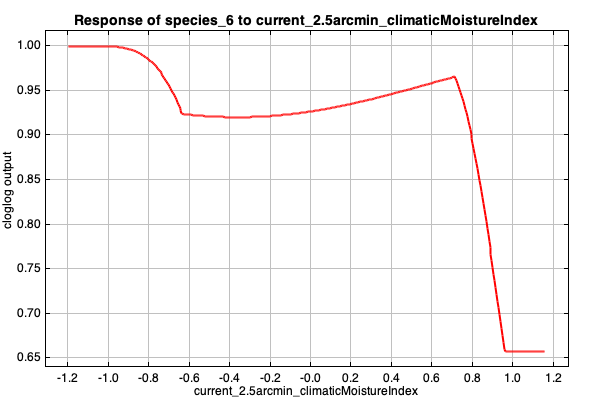 Response of species_6 to current_2.5arcmin_climaticMoistureIndex
1.00
0.95
0.90
0.85
0.80
0.75
0.70
0.65
cloglog output
-1.2 -1.0 -0.8 -0.6 -0.4 -0.2 -0.0 0.2 0.4 0.6 0.8 1.0 1.2
current_2.5arcmin_climaticMoistureIndex